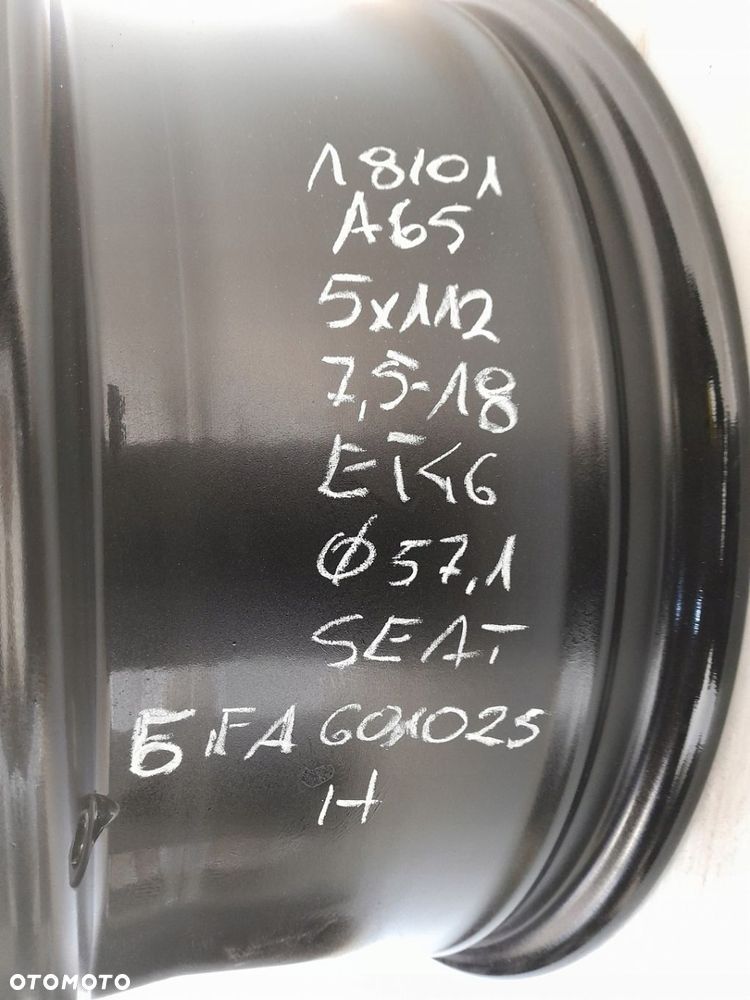 18101
A65
5x112
7,5-18
ET46
Ø57,1
SEAT
5FA601025
H
OTOMOTO